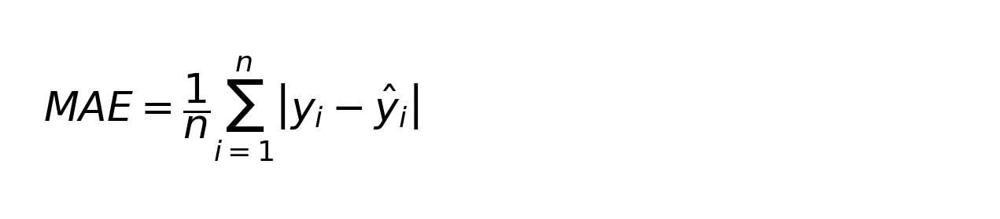 $MAE = \frac{1}{n} \sum_{i=1}^{n} |y_i - \hat{y}_i|$